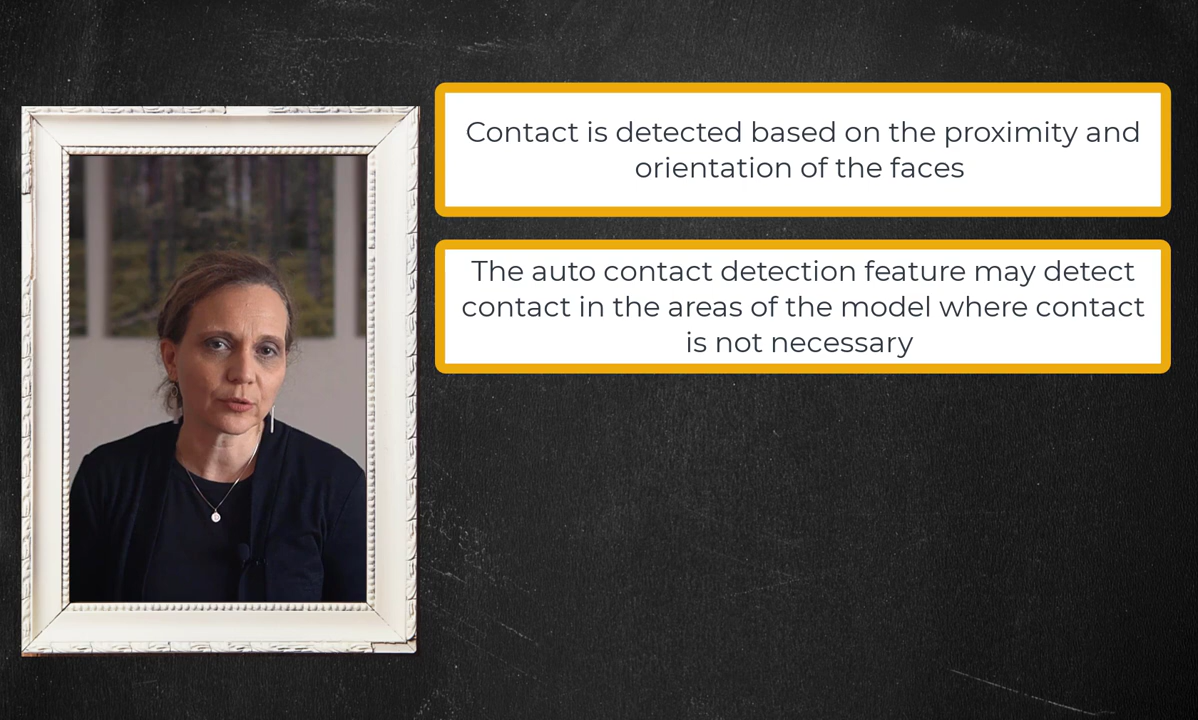 Contact is detected based on the proximity and
orientation of the faces
The auto contact detection feature may detect
contact in the areas of the model where contact
is not necessary